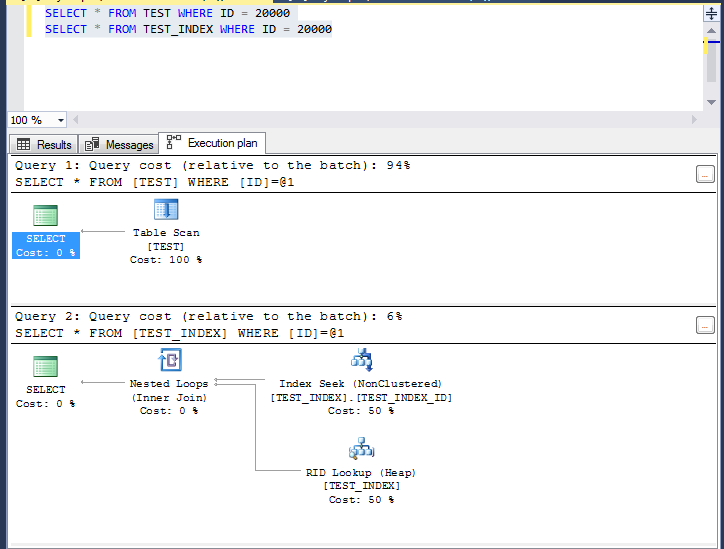 SELECT * FROM TEST WHERE ID = 20000
SELECT * FROM TEST_INDEX WHERE ID = 20000
100 %
Results Messages Execution plan
Query 1: Query cost (relative to the batch): 94%
SELECT * FROM [TEST] WHERE [ID]=@1
...
SELECT
Cost: 0 %
Table Scan
[TEST]
Cost: 100 %
Query 2: Query cost (relative to the batch): 6%
SELECT * FROM [TEST_INDEX] WHERE [ID]=@1
...
SELECT
Cost: 0 %
Nested Loops
(Inner Join)
Cost: 0 %
Index Seek (NonClustered)
[TEST_INDEX].[TEST_INDEX_ID]
Cost: 50 %
RID Lookup (Heap)
[TEST_INDEX]
Cost: 50 %